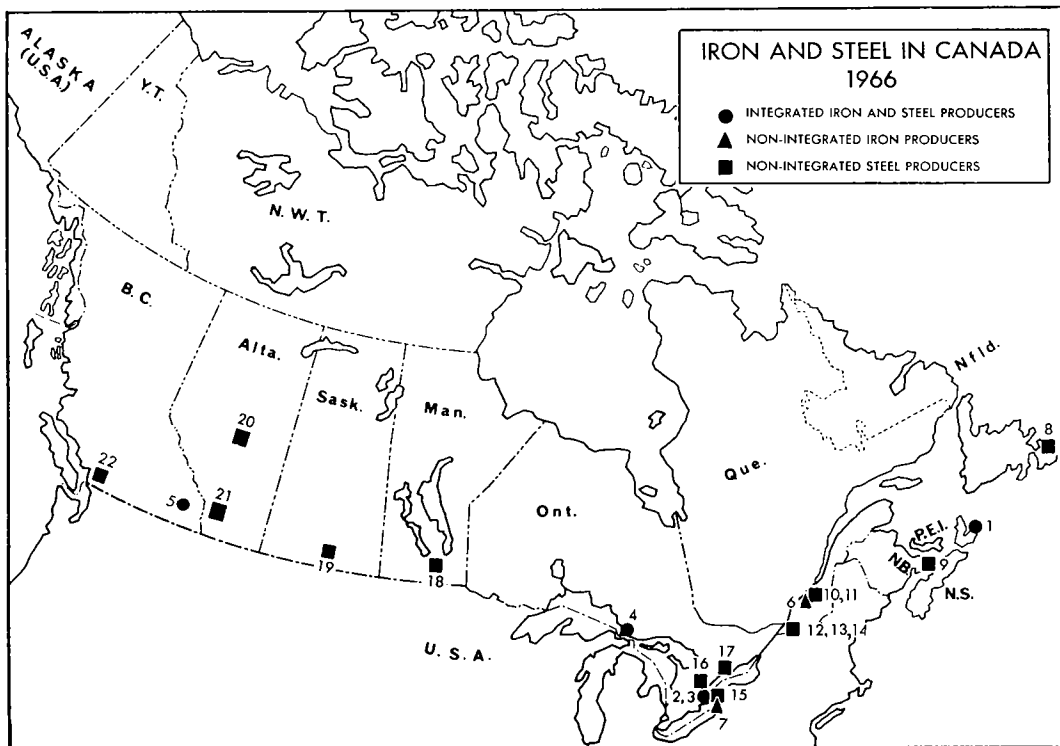 IRON AND STEEL IN CANADA
1966
INTEGRATED IRON AND STEEL PRODUCERS
NON-INTEGRATED IRON PRODUCERS
NON-INTEGRATED STEEL PRODUCERS
ALASKA
(U.S.A.)
Y.T.
N.W.T.
B.C.
Alta.
Sask.
Man.
Ont.
Que.
Nfld.
P.E.I.
N.B.
N.S.
U.S.A.
20
22
5
21
19
18
8
1
9
6
10,11
12,13,14
4
17
16
2,3
15
7